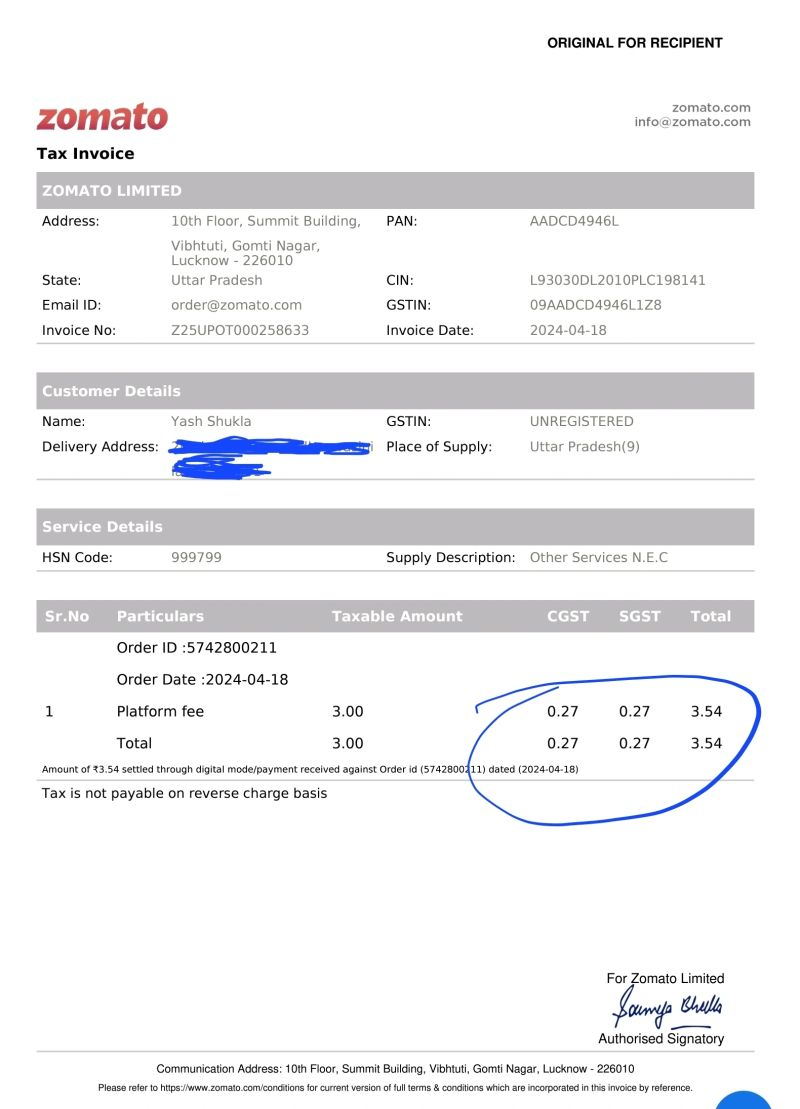 ORIGINAL FOR RECIPIENT
zomato
zomato.com
info@zomato.com
Tax Invoice
ZOMATO LIMITED
Address: 10th Floor, Summit Building, PAN: AADCD4946L
Vibhtuti, Gomti Nagar,
Lucknow - 226010
State: Uttar Pradesh CIN: L93030DL2010PLC198141
Email ID: order@zomato.com GSTIN: 09AADCD4946L1Z8
Invoice No: Z25UPOT000258633 Invoice Date: 2024-04-18
Customer Details
Name: Yash Shukla GSTIN: UNREGISTERED
Delivery Address: Place of Supply: Uttar Pradesh(9)
Service Details
HSN Code: 999799 Supply Description: Other Services N.E.C
Sr.No Particulars Taxable Amount CGST SGST Total
Order ID :5742800211
Order Date :2024-04-18
1 Platform fee 3.00 0.27 0.27 3.54
Total 3.00 0.27 0.27 3.54
Amount of ₹3.54 settled through digital mode/payment received against Order id (5742800211) dated (2024-04-18)
Tax is not payable on reverse charge basis
For Zomato Limited
Authorised Signatory
Communication Address: 10th Floor, Summit Building, Vibhtuti, Gomti Nagar, Lucknow - 226010
Please refer to https://www.zomato.com/conditions for current version of full terms & conditions which are incorporated in this invoice by reference.